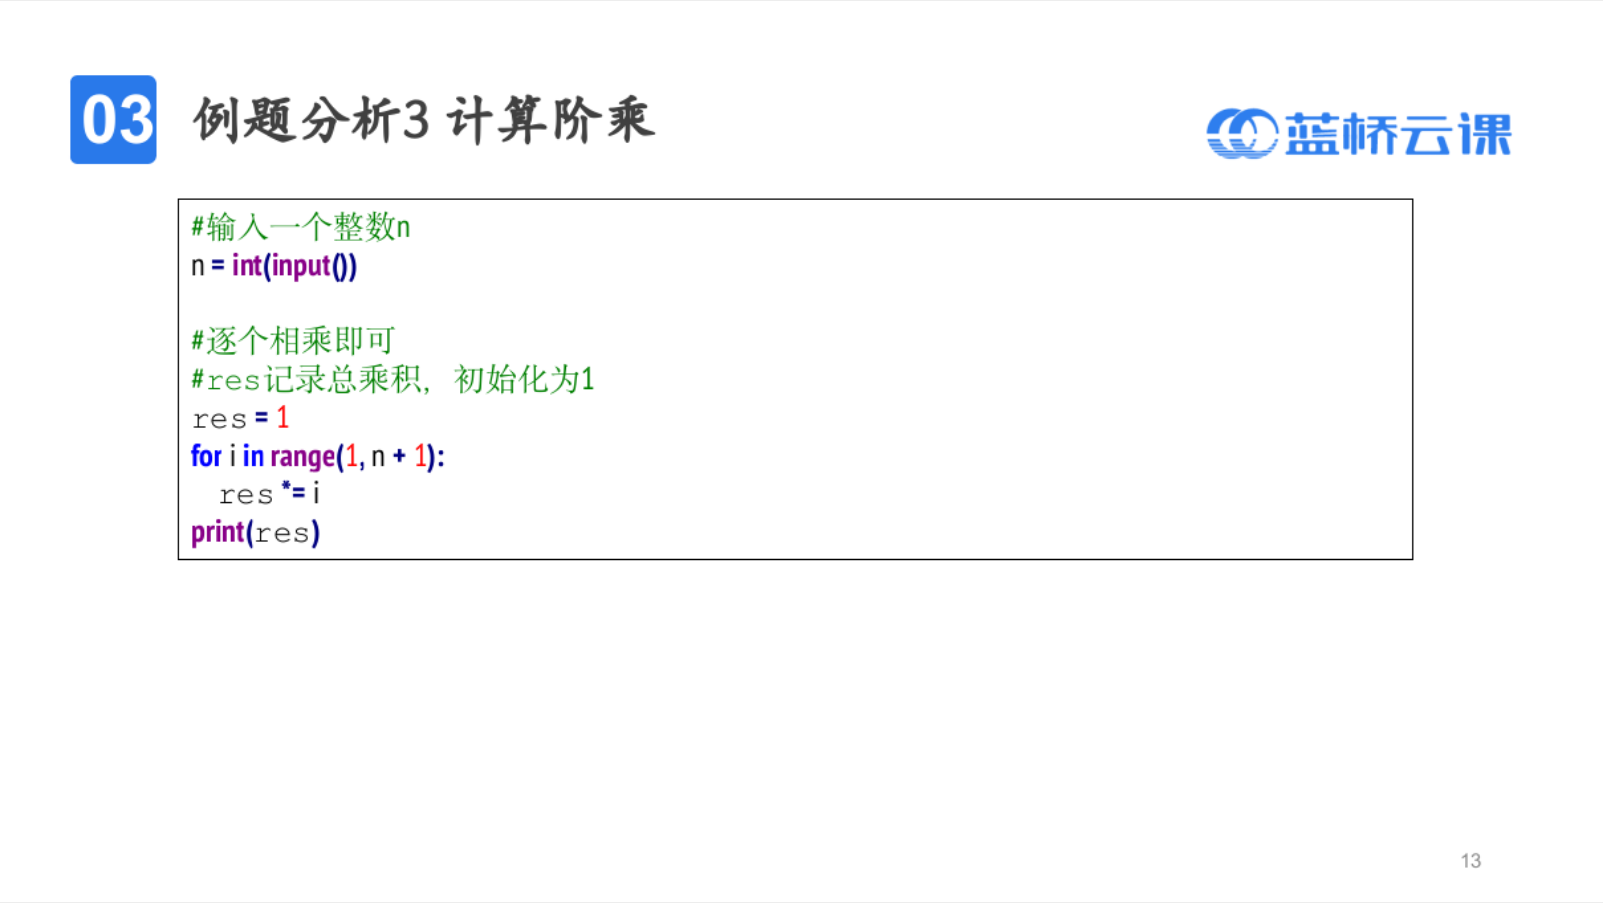 03 例题分析3 计算阶乘
蓝桥云课
#输入一个整数n
n = int(input())
#逐个相乘即可
#res记录总乘积，初始化为1
res = 1
for i in range(1, n + 1):
    res *= i
print(res)
13